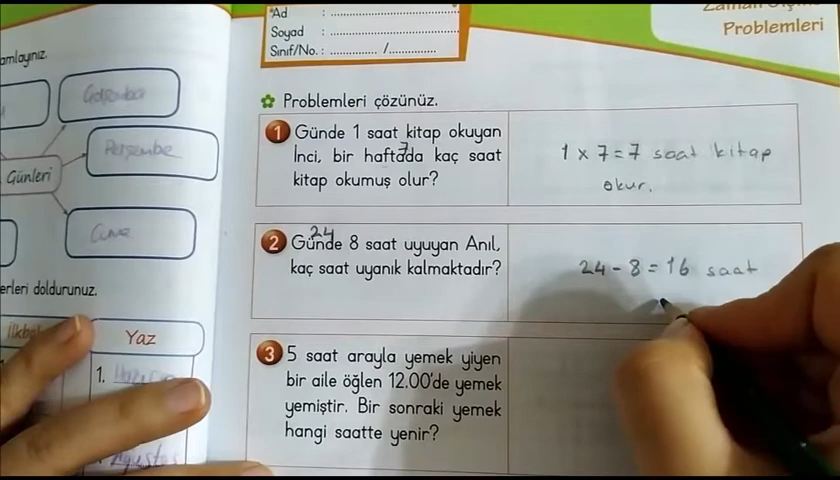 amlayınız.
Çarşamba
Perşembe
Günleri
Cuma
erleri doldurunuz.
Yaz
1.
Ağustos
Ad : ..............................
Soyad : ..............................
Sınıf/No. : ............ /............
Problemleri
Problemleri çözünüz.
1 Günde 1 saat kitap okuyan
İnci, bir haftada kaç saat
kitap okumuş olur?
7
1 x 7 = 7 saat kitap
okur.
24
2 Günde 8 saat uyuyan Anıl,
kaç saat uyanık kalmaktadır?
24 - 8 = 16 saat
3 5 saat arayla yemek yiyen
bir aile öğlen 12.00'de yemek
yemiştir. Bir sonraki yemek
hangi saatte yenir?